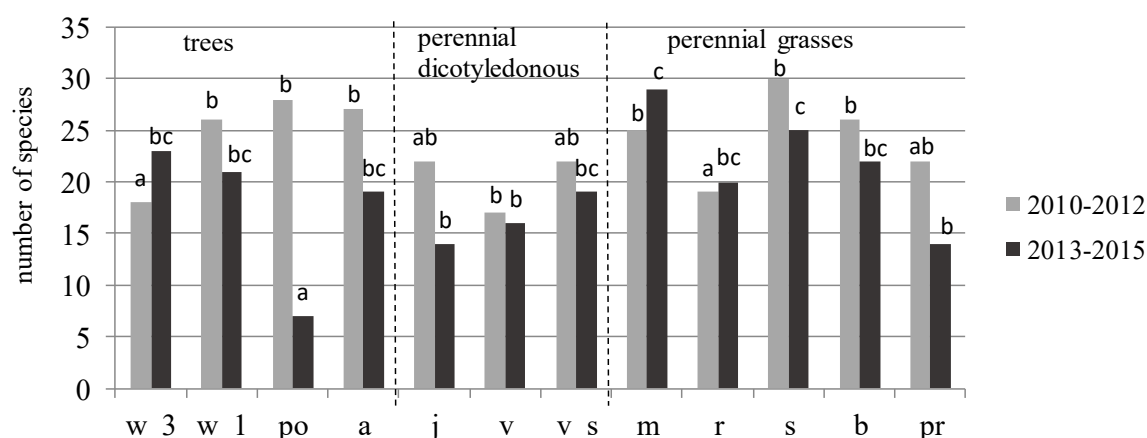 number of species
35
30
25
20
15
10
5
0
trees
perennial
dicotyledonous
perennial grasses
a bc b bc b a b bc ab b b b ab bc b c a bc b c b bc ab b
w 3 w 1 po a j v v s m r s b pr
2010-2012
2013-2015